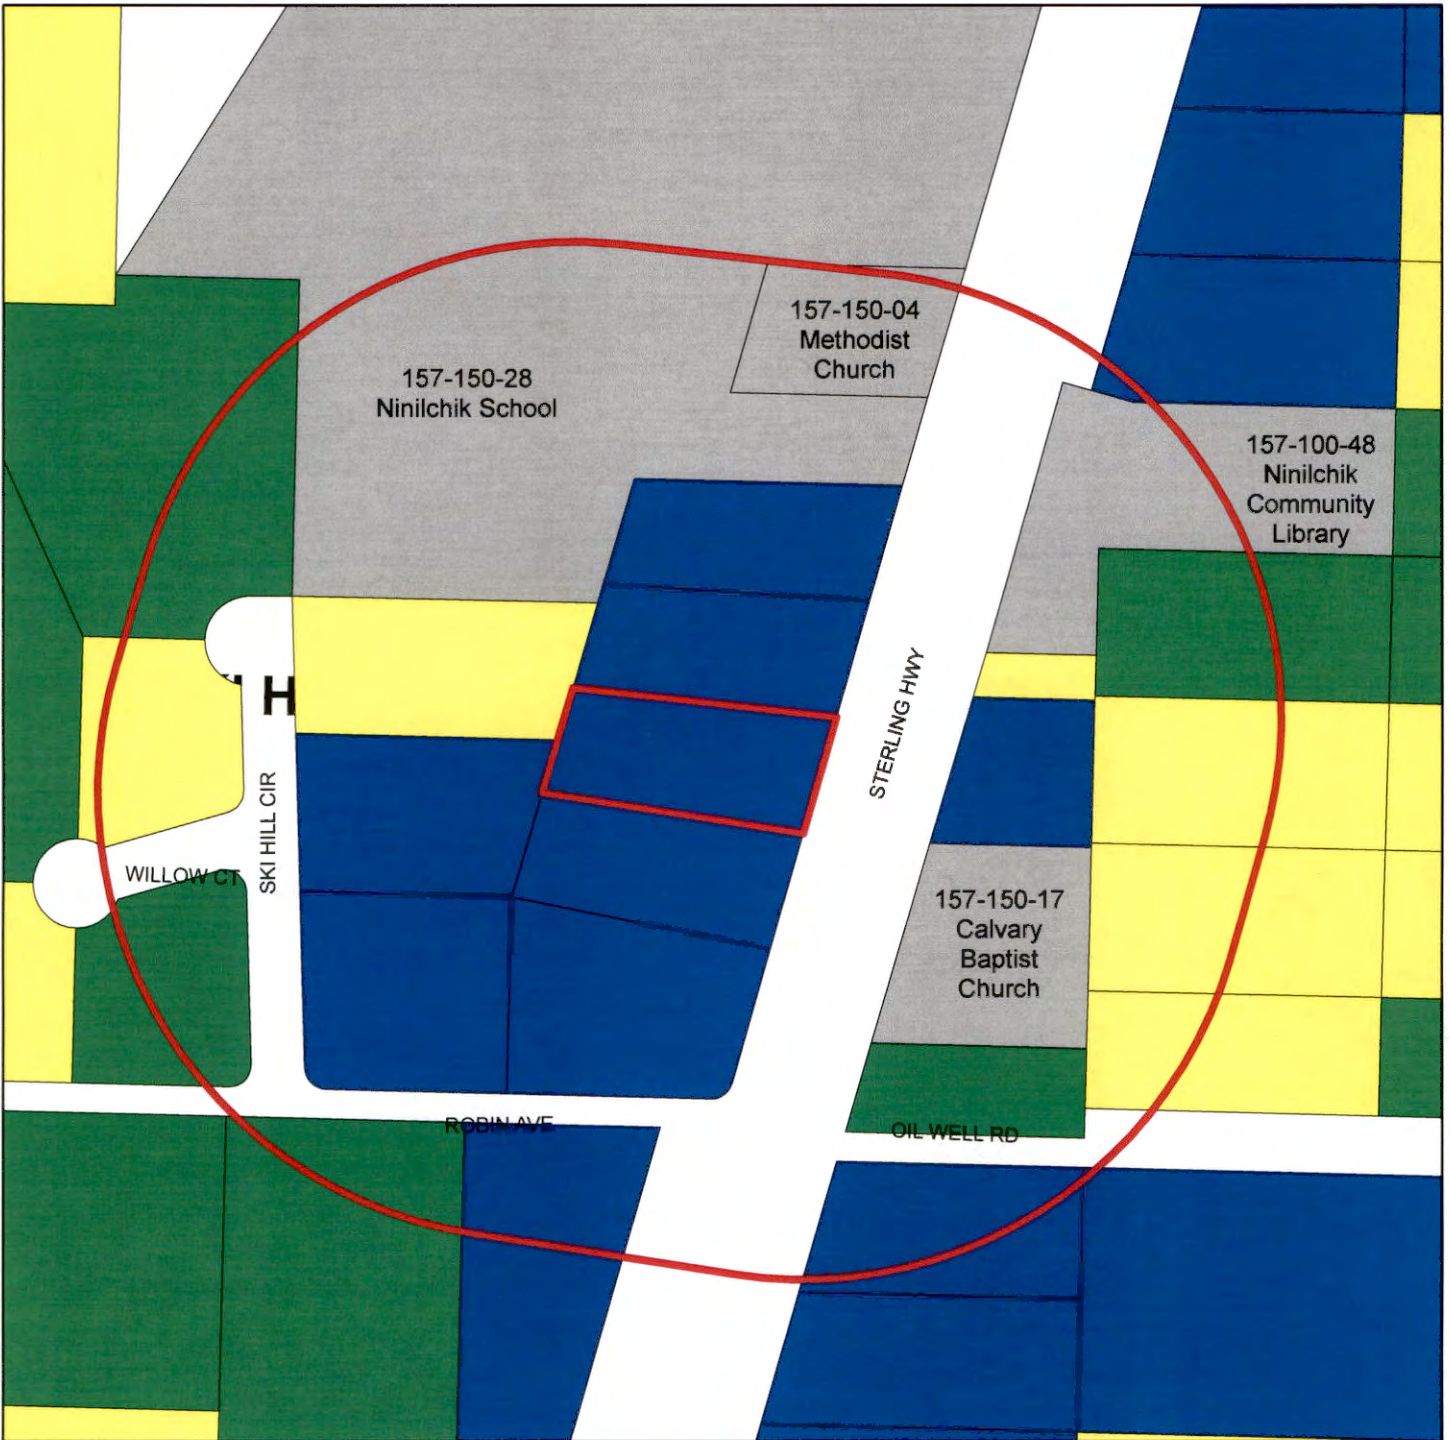 157-150-04
Methodist
Church
157-150-28
Ninilchik School
157-100-48
Ninilchik
Community
Library
STERLING HWY
H
SKI HILL CIR
WILLOW CT
157-150-17
Calvary
Baptist
Church
ROBIN AVE
OIL WELL RD